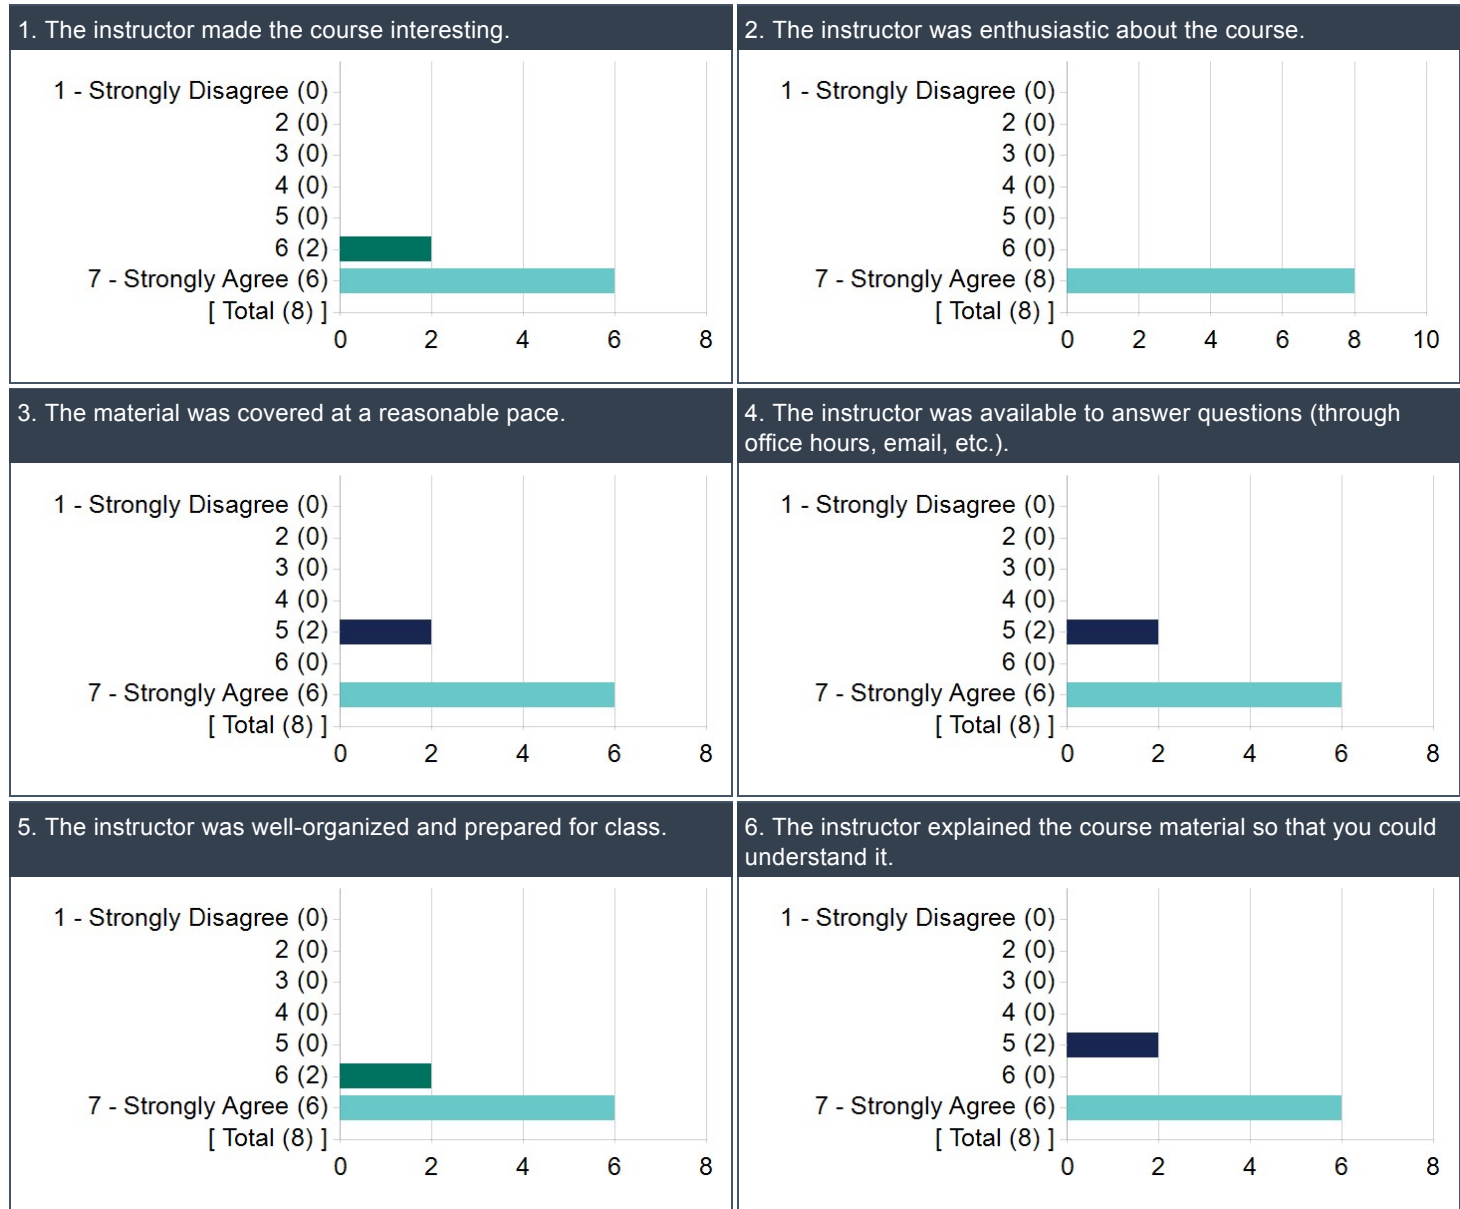 1. The instructor made the course interesting.
1 - Strongly Disagree (0)
2 (0)
3 (0)
4 (0)
5 (0)
6 (2)
7 - Strongly Agree (6)
[ Total (8) ]
0 2 4 6 8
2. The instructor was enthusiastic about the course.
1 - Strongly Disagree (0)
2 (0)
3 (0)
4 (0)
5 (0)
6 (0)
7 - Strongly Agree (8)
[ Total (8) ]
0 2 4 6 8 10
3. The material was covered at a reasonable pace.
1 - Strongly Disagree (0)
2 (0)
3 (0)
4 (0)
5 (2)
6 (0)
7 - Strongly Agree (6)
[ Total (8) ]
0 2 4 6 8
4. The instructor was available to answer questions (through
office hours, email, etc.).
1 - Strongly Disagree (0)
2 (0)
3 (0)
4 (0)
5 (2)
6 (0)
7 - Strongly Agree (6)
[ Total (8) ]
0 2 4 6 8
5. The instructor was well-organized and prepared for class.
1 - Strongly Disagree (0)
2 (0)
3 (0)
4 (0)
5 (0)
6 (2)
7 - Strongly Agree (6)
[ Total (8) ]
0 2 4 6 8
6. The instructor explained the course material so that you could
understand it.
1 - Strongly Disagree (0)
2 (0)
3 (0)
4 (0)
5 (2)
6 (0)
7 - Strongly Agree (6)
[ Total (8) ]
0 2 4 6 8